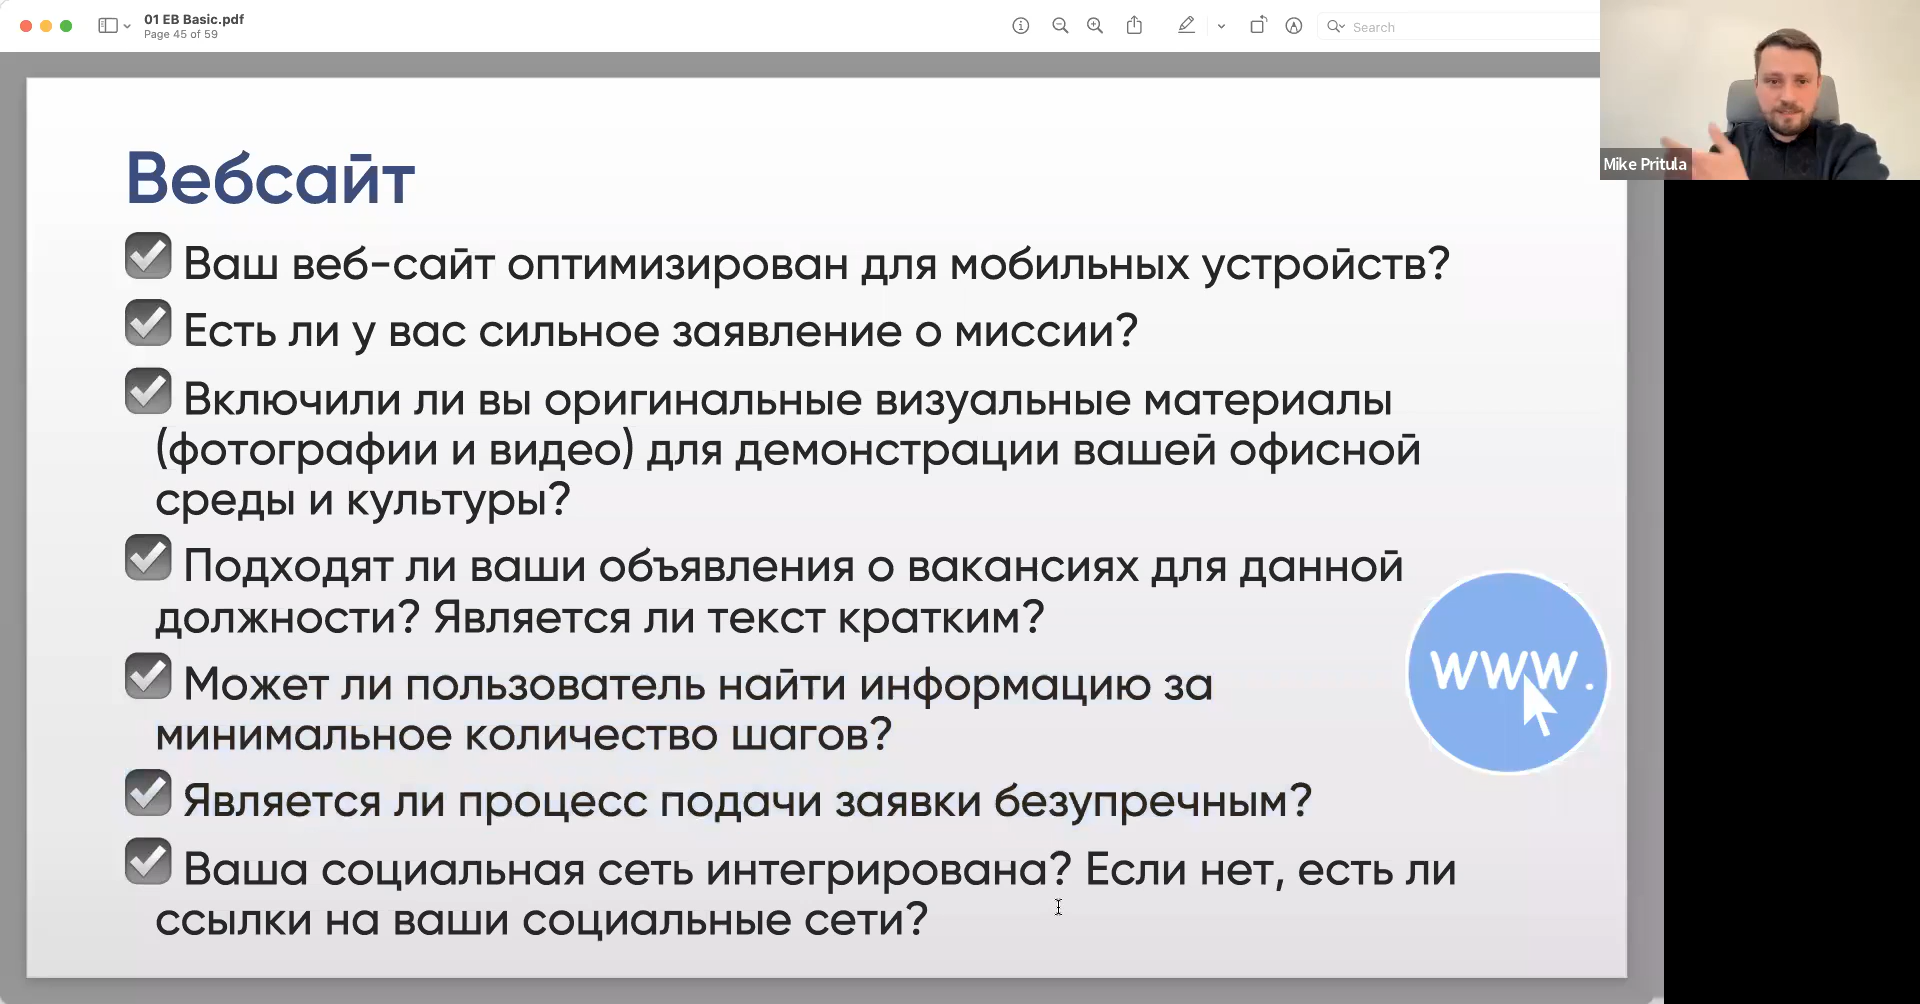 01 EB Basic.pdf
Page 45 of 59
Search
Mike Pritula
Вебсайт
Ваш веб-сайт оптимизирован для мобильных устройств?
Есть ли у вас сильное заявление о миссии?
Включили ли вы оригинальные визуальные материалы
(фотографии и видео) для демонстрации вашей офисной
среды и культуры?
Подходят ли ваши объявления о вакансиях для данной
должности? Является ли текст кратким?
Может ли пользователь найти информацию за
минимальное количество шагов?
Является ли процесс подачи заявки безупречным?
Ваша социальная сеть интегрирована? Если нет, есть ли
ссылки на ваши социальные сети?
www.